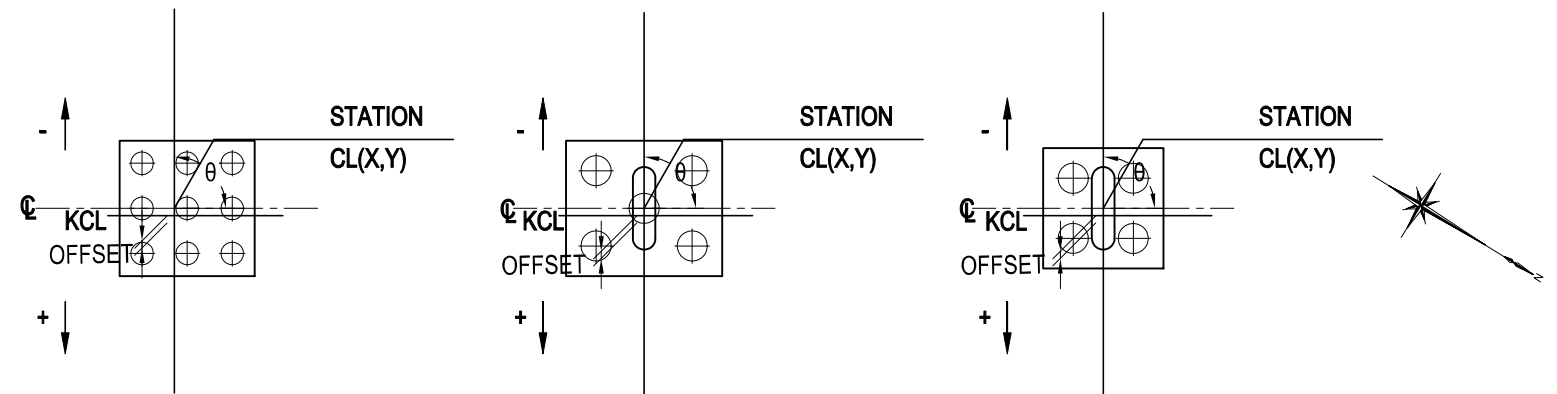 STATION
CL(X,Y)
-
θ
℄
KCL
OFFSET
+
STATION
CL(X,Y)
-
θ
℄
KCL
OFFSET
+
STATION
CL(X,Y)
-
θ
℄
KCL
OFFSET
+
N